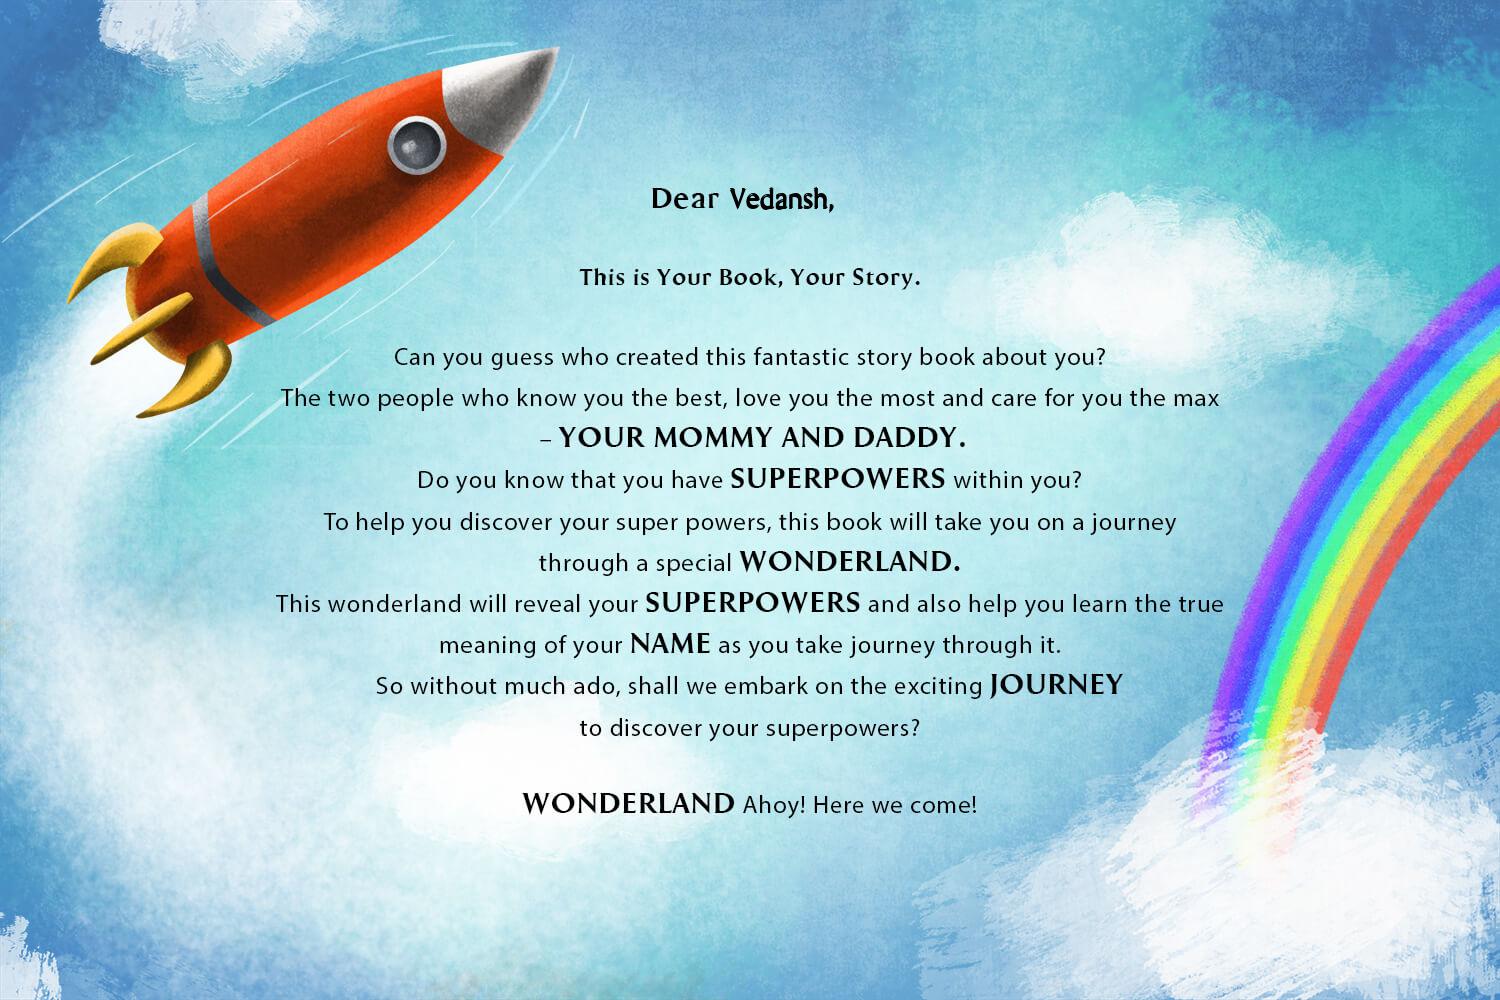 Dear Vedansh,
This is Your Book, Your Story.
Can you guess who created this fantastic story book about you?
The two people who know you the best, love you the most and care for you the max
– YOUR MOMMY AND DADDY.
Do you know that you have SUPERPOWERS within you?
To help you discover your super powers, this book will take you on a journey
through a special WONDERLAND.
This wonderland will reveal your SUPERPOWERS and also help you learn the true
meaning of your NAME as you take journey through it.
So without much ado, shall we embark on the exciting JOURNEY
to discover your superpowers?
WONDERLAND Ahoy! Here we come!